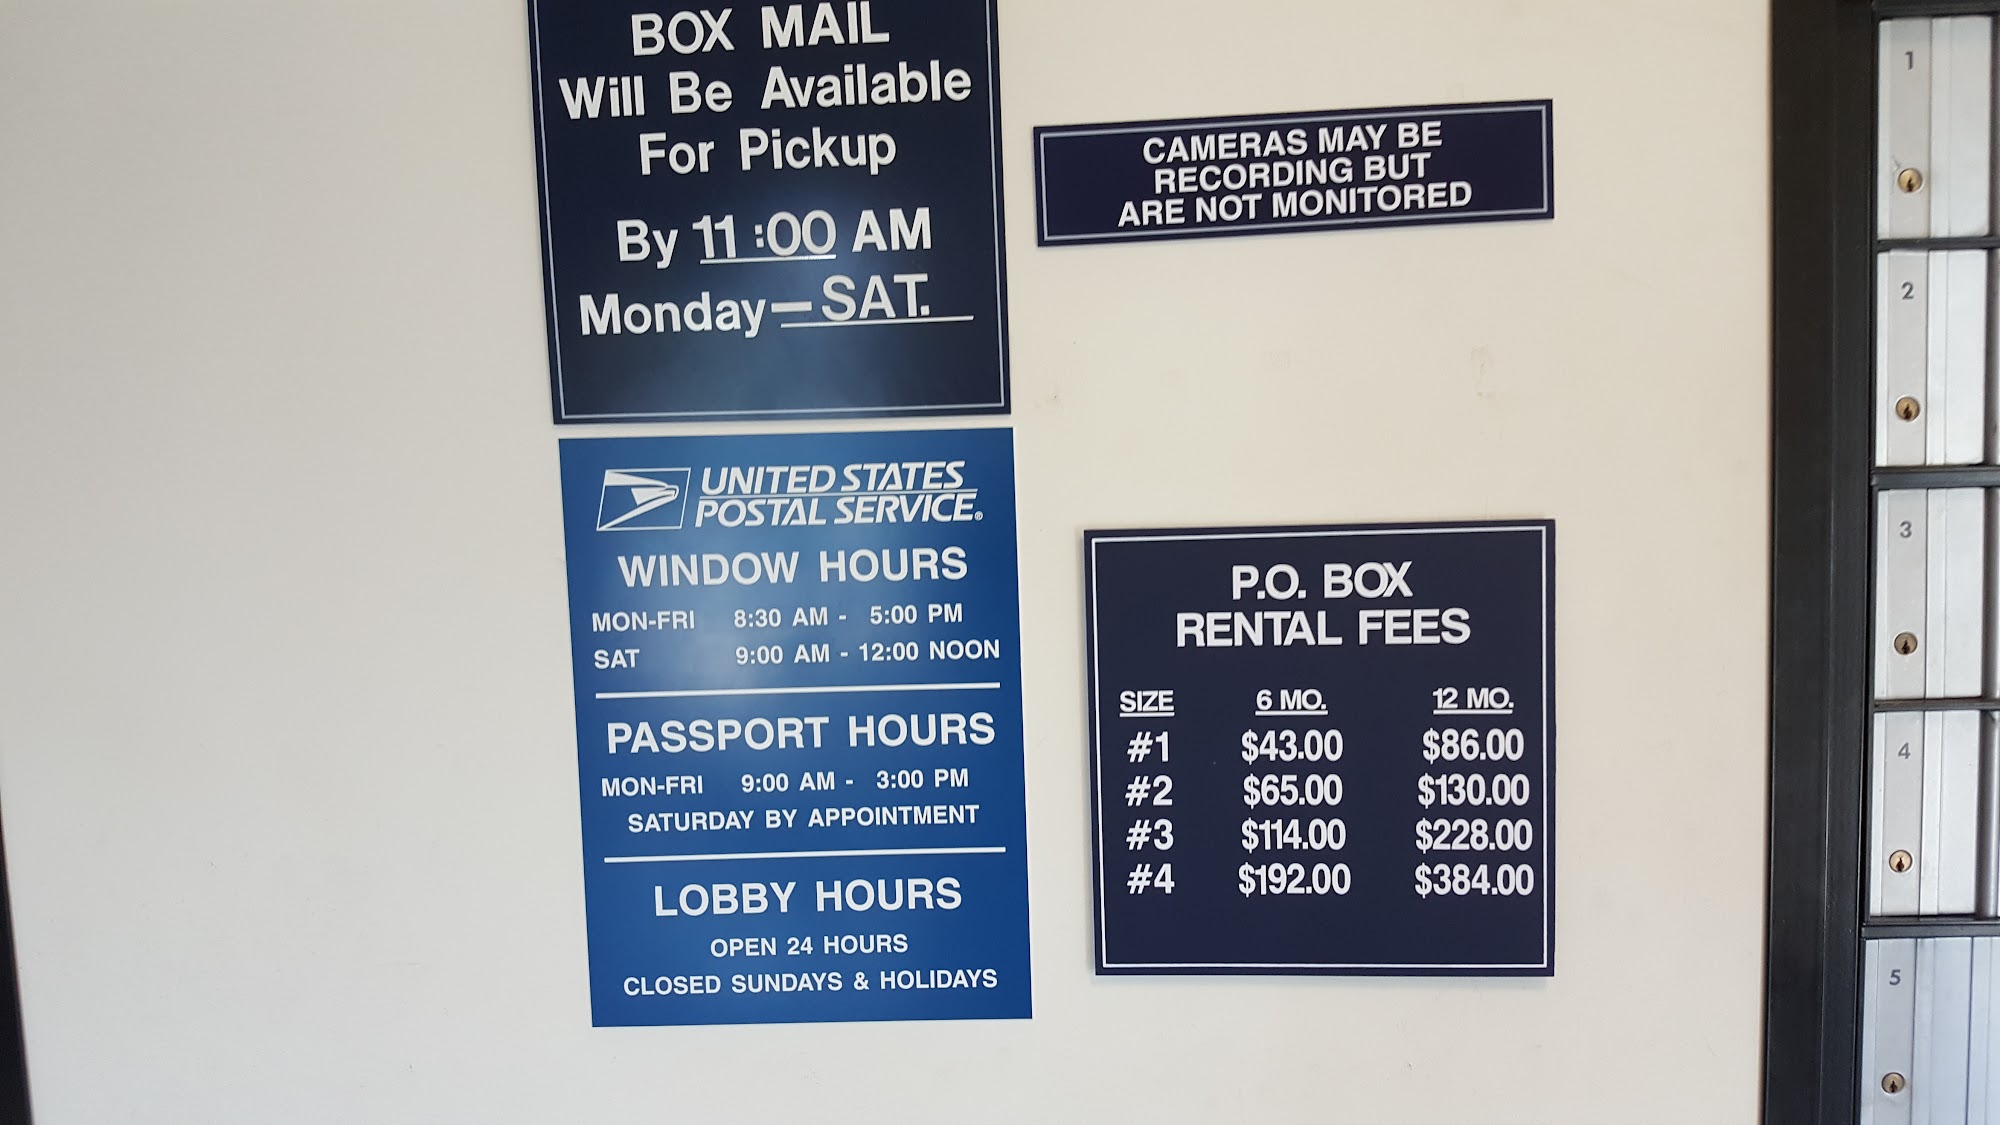 BOX MAIL
Will Be Available
For Pickup
By 11:00 AM
Monday—SAT.
CAMERAS MAY BE
RECORDING BUT
ARE NOT MONITORED
UNITED STATES
POSTAL SERVICE®
WINDOW HOURS
MON-FRI 8:30 AM - 5:00 PM
SAT 9:00 AM - 12:00 NOON
PASSPORT HOURS
MON-FRI 9:00 AM - 3:00 PM
SATURDAY BY APPOINTMENT
LOBBY HOURS
OPEN 24 HOURS
CLOSED SUNDAYS & HOLIDAYS
P.O. BOX
RENTAL FEES
SIZE 6 MO. 12 MO.
#1 $43.00 $86.00
#2 $65.00 $130.00
#3 $114.00 $228.00
#4 $192.00 $384.00
1
2
3
4
5